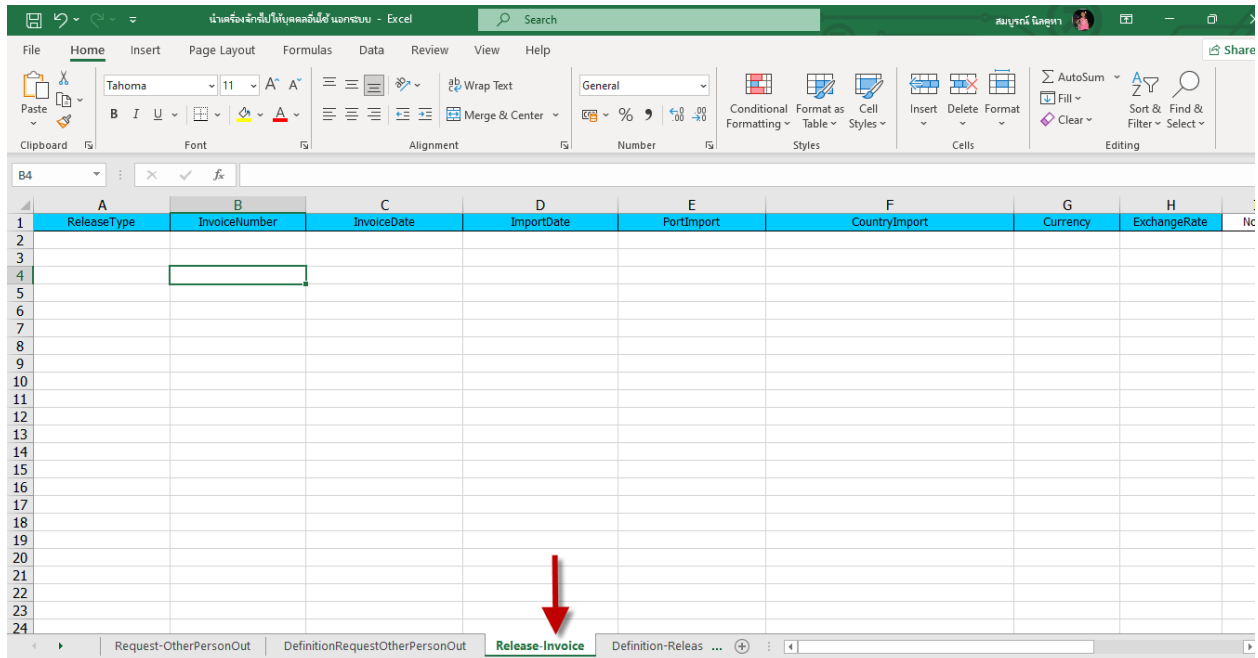 นำเครื่องจักรไปให้บุคคลอื่นใช้ นอกระบบ - Excel
Search
สมบูรณ์ นิลคูหา
File Home Insert Page Layout Formulas Data Review View Help
Share
Paste
Tahoma 11 A^ A˅
B I U A
ab Wrap Text
Merge & Center
General
% 9 .00
Conditional Formatting
Format as Table
Cell Styles
Insert Delete Format
AutoSum
Fill
Clear
Sort & Filter
Find & Select
Clipboard Font Alignment Number Styles Cells Editing
B4 fx
A B C D E F G H
1 ReleaseType InvoiceNumber InvoiceDate ImportDate PortImport CountryImport Currency ExchangeRate No
2
3
4
5
6
7
8
9
10
11
12
13
14
15
16
17
18
19
20
21
22
23
24
Request-OtherPersonOut DefinitionRequestOtherPersonOut Release-Invoice Definition-Releas ...